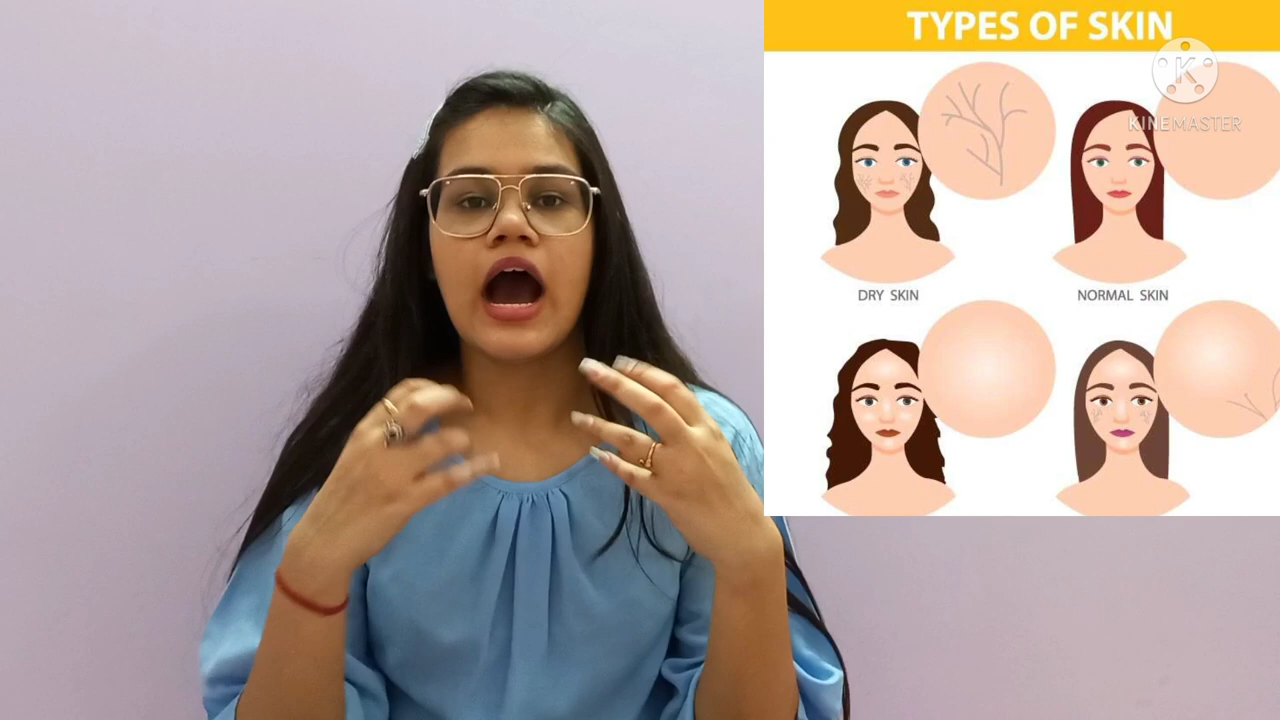 TYPES OF SKIN
K
KINEMASTER
DRY SKIN
NORMAL SKIN